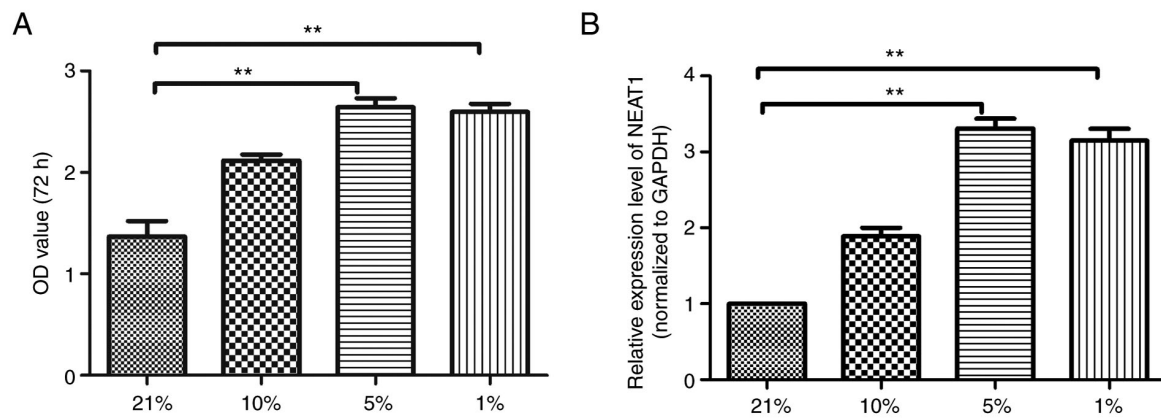 A
**
**
3
2
1
0
OD value (72 h)
21% 10% 5% 1%
B
**
**
4
3
2
1
0
Relative expression level of NEAT1
(normalized to GAPDH)
21% 10% 5% 1%